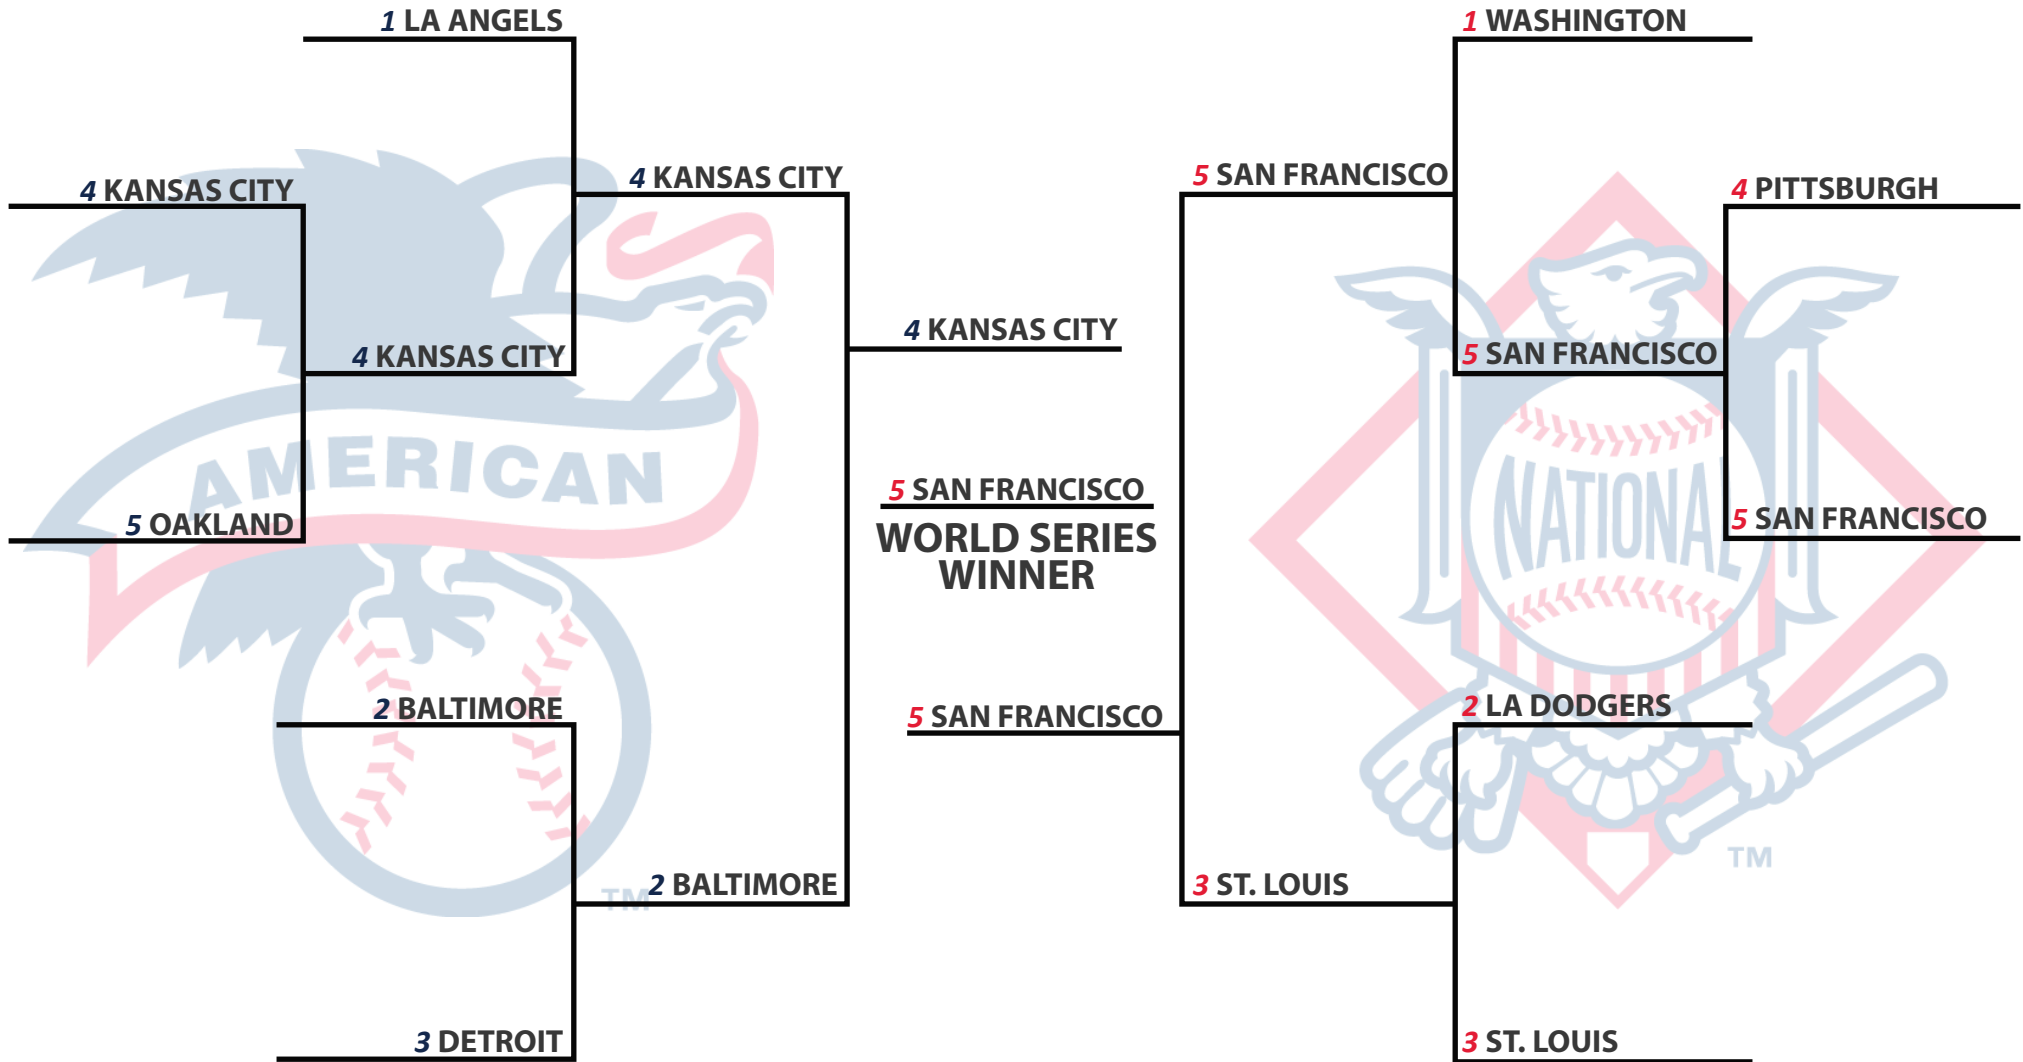 1 LA ANGELS
4 KANSAS CITY
4 KANSAS CITY
4 KANSAS CITY
5 OAKLAND
2 BALTIMORE
2 BALTIMORE
3 DETROIT
AMERICAN
TM
4 KANSAS CITY
5 SAN FRANCISCO
WORLD SERIES
WINNER
5 SAN FRANCISCO
1 WASHINGTON
5 SAN FRANCISCO
4 PITTSBURGH
5 SAN FRANCISCO
5 SAN FRANCISCO
2 LA DODGERS
3 ST. LOUIS
3 ST. LOUIS
NATIONAL
TM